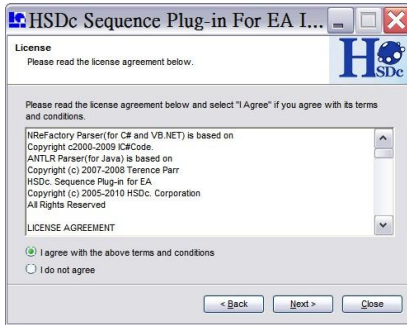 HSDc Sequence Plug-in For EA I...
License
Please read the license agreement below.
HSDc
Please read the license agreement below and select "I Agree" if you agree with its terms
and conditions.
NReFactory Parser(for C# and VB.NET) is based on
Copyright c2000-2009 IC#Code.
ANTLR Parser(for Java) is based on
Copyright (c) 2007-2008 Terence Parr
HSDc. Sequence Plug-in for EA
Copyright (c) 2005-2010 HSDc. Corporation
All Rights Reserved
LICENSE AGREEMENT
I agree with the above terms and conditions
I do not agree
< Back
Next >
Close